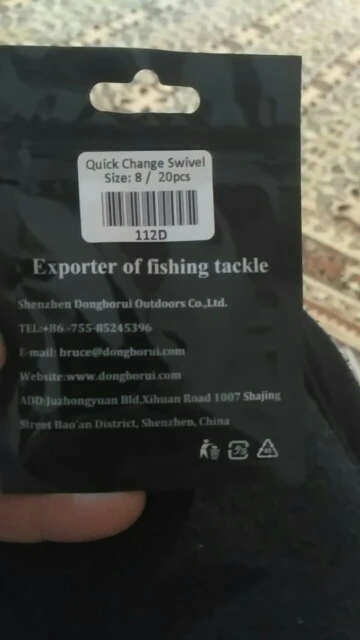 Quick Change Swivel
Size: 8 / 20pcs
112D
Exporter of fishing tackle
Shenzhen Dongborui Outdoors Co.,Ltd.
TEL:+86-755-85245396
E-mail: bruce@dongborui.com
Website:www.dongborui.com
ADD:Juzhongyuan Bld,Xihuan Road 1007 Shajing
Street Bao'an District, Shenzhen, China